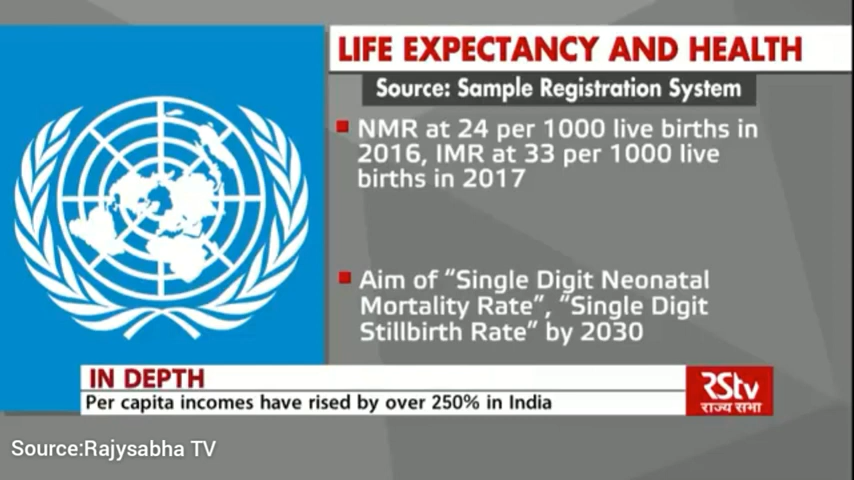 LIFE EXPECTANCY AND HEALTH
Source: Sample Registration System
NMR at 24 per 1000 live births in
2016, IMR at 33 per 1000 live
births in 2017
Aim of “Single Digit Neonatal
Mortality Rate”, “Single Digit
Stillbirth Rate” by 2030
IN DEPTH
Per capita incomes have rised by over 250% in India
RStv
राज्य सभा
Source:Rajysabha TV